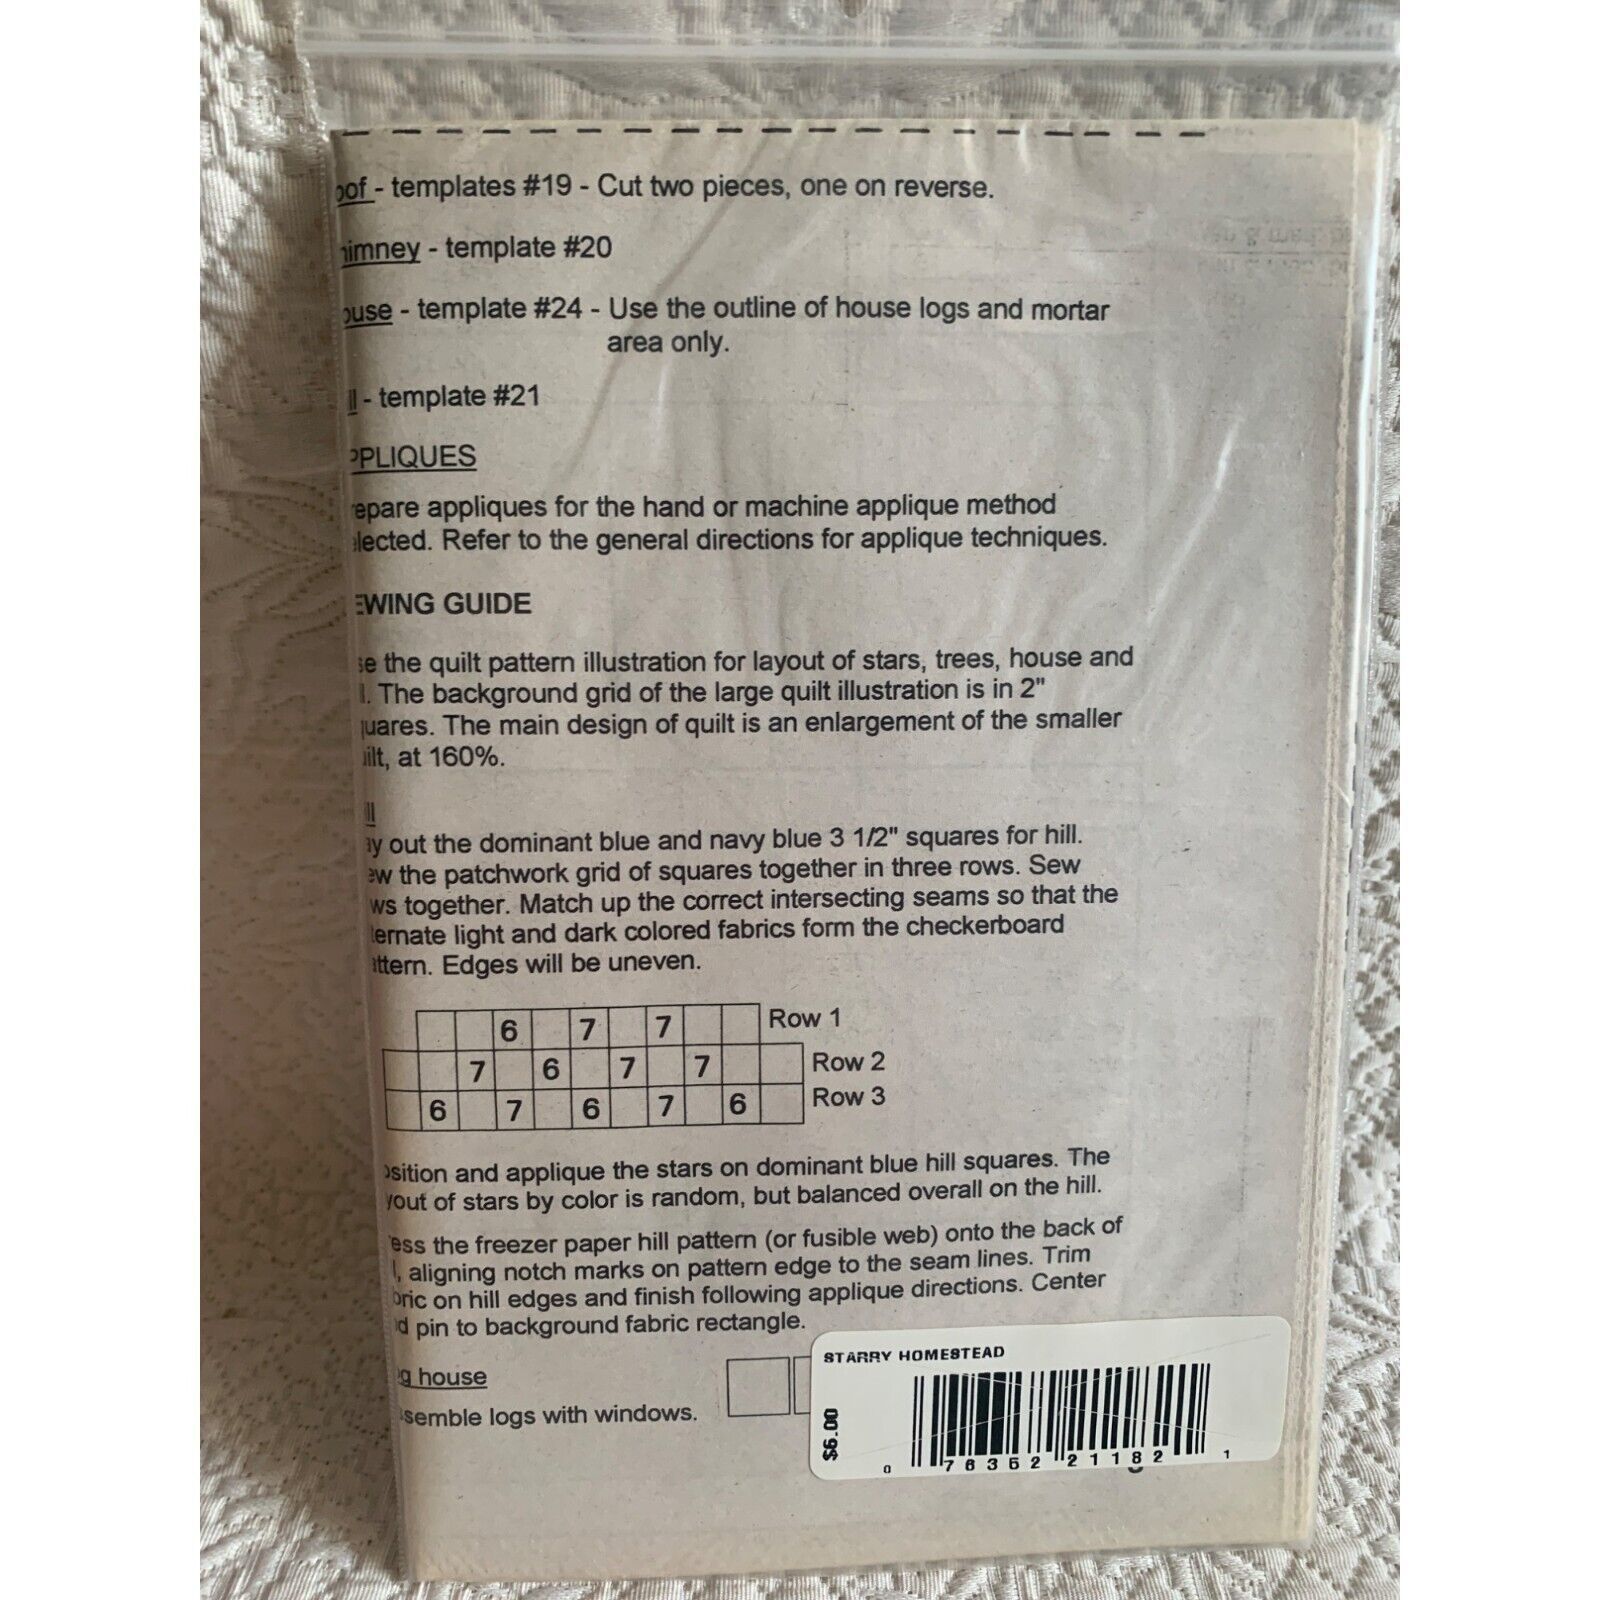 oof - templates #19 - Cut two pieces, one on reverse.
himney - template #20
ouse - template #24 - Use the outline of house logs and mortar
area only.
ll - template #21
PPLIQUES
repare appliques for the hand or machine applique method
elected. Refer to the general directions for applique techniques.
EWING GUIDE
se the quilt pattern illustration for layout of stars, trees, house and
l. The background grid of the large quilt illustration is in 2"
quares. The main design of quilt is an enlargement of the smaller
uilt, at 160%.
ill
ay out the dominant blue and navy blue 3 1/2" squares for hill.
ew the patchwork grid of squares together in three rows. Sew
ws together. Match up the correct intersecting seams so that the
ternate light and dark colored fabrics form the checkerboard
attern. Edges will be uneven.
6 7 7 Row 1
7 6 7 7 Row 2
6 7 6 7 6 Row 3
osition and applique the stars on dominant blue hill squares. The
yout of stars by color is random, but balanced overall on the hill.
ess the freezer paper hill pattern (or fusible web) onto the back of
l, aligning notch marks on pattern edge to the seam lines. Trim
bric on hill edges and finish following applique directions. Center
d pin to background fabric rectangle.
g house
semble logs with windows.
STARRY HOMESTEAD
$6.00
0 76352 21182 1